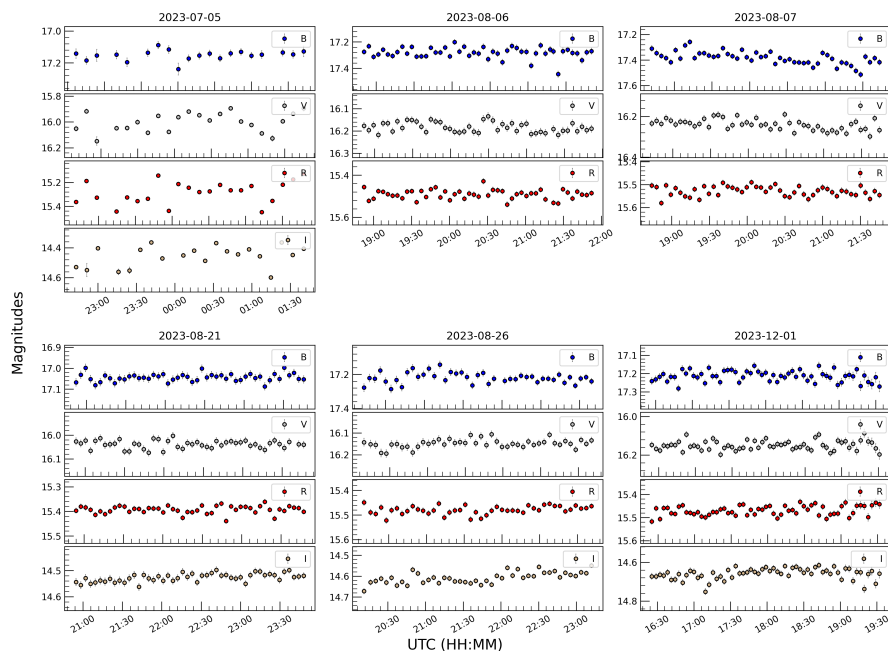 2023-07-05 2023-08-06 2023-08-07
17.0 B 17.2 B 17.2 B
17.2 17.4 17.4
17.6
15.8 V 16.1 V V
16.0 16.2 16.2
16.2 16.3 16.4
R R 15.4 R
15.2 15.4 15.5
15.4 15.6 15.6
I
14.4
14.6
19:00 19:30 20:00 20:30 21:00 21:30 22:00
19:00 19:30 20:00 20:30 21:00 21:30
23:00 23:30 00:00 00:30 01:00 01:30
Magnitudes
2023-08-21 2023-08-26 2023-12-01
16.9 B B 17.1 B
17.0 17.2 17.2
17.1 17.4 17.3
V V 16.0 V
16.0 16.1
16.1 16.2 16.2
15.3 R R R
15.4 15.4 15.4
15.5 15.5 15.5
15.6 15.6
I 14.5 I I
14.5 14.6 14.6
14.6 14.7 14.8
21:00 21:30 22:00 22:30 23:00 23:30
20:30 21:00 21:30 22:00 22:30 23:00
16:30 17:00 17:30 18:00 18:30 19:00 19:30
UTC (HH:MM)